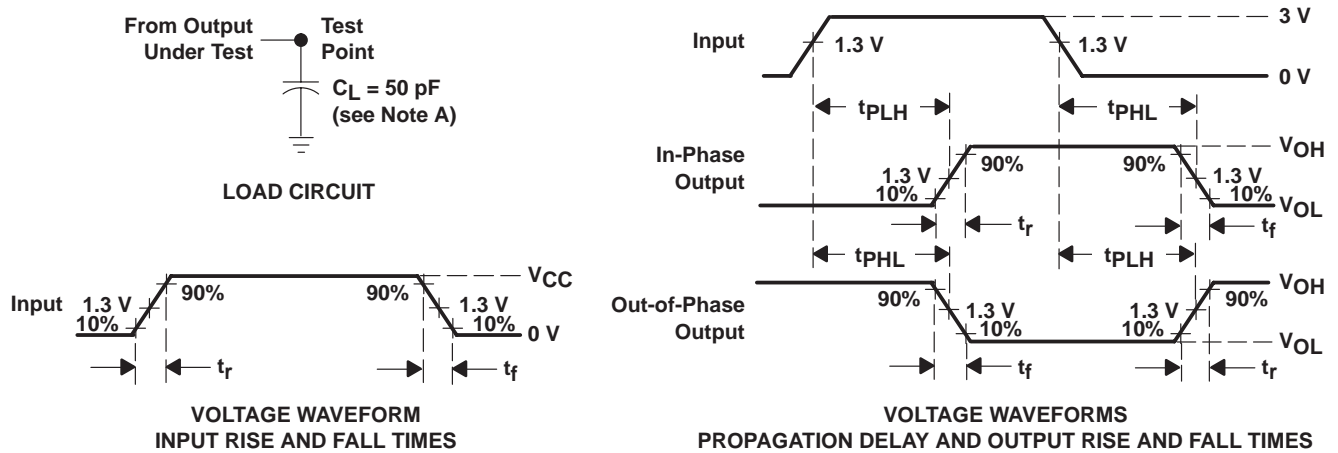 From Output
Under Test
Test
Point
CL = 50 pF
(see Note A)
LOAD CIRCUIT
Input
1.3 V
10%
90%
90%
1.3 V
10%
VCC
0 V
tr
tf
VOLTAGE WAVEFORM
INPUT RISE AND FALL TIMES
Input
1.3 V
1.3 V
3 V
0 V
tPLH
tPHL
In-Phase
Output
1.3 V
10%
90%
90%
1.3 V
10%
VOH
VOL
tr
tf
tPHL
tPLH
Out-of-Phase
Output
90%
1.3 V
10%
1.3 V
10%
90%
VOH
VOL
tf
tr
VOLTAGE WAVEFORMS
PROPAGATION DELAY AND OUTPUT RISE AND FALL TIMES